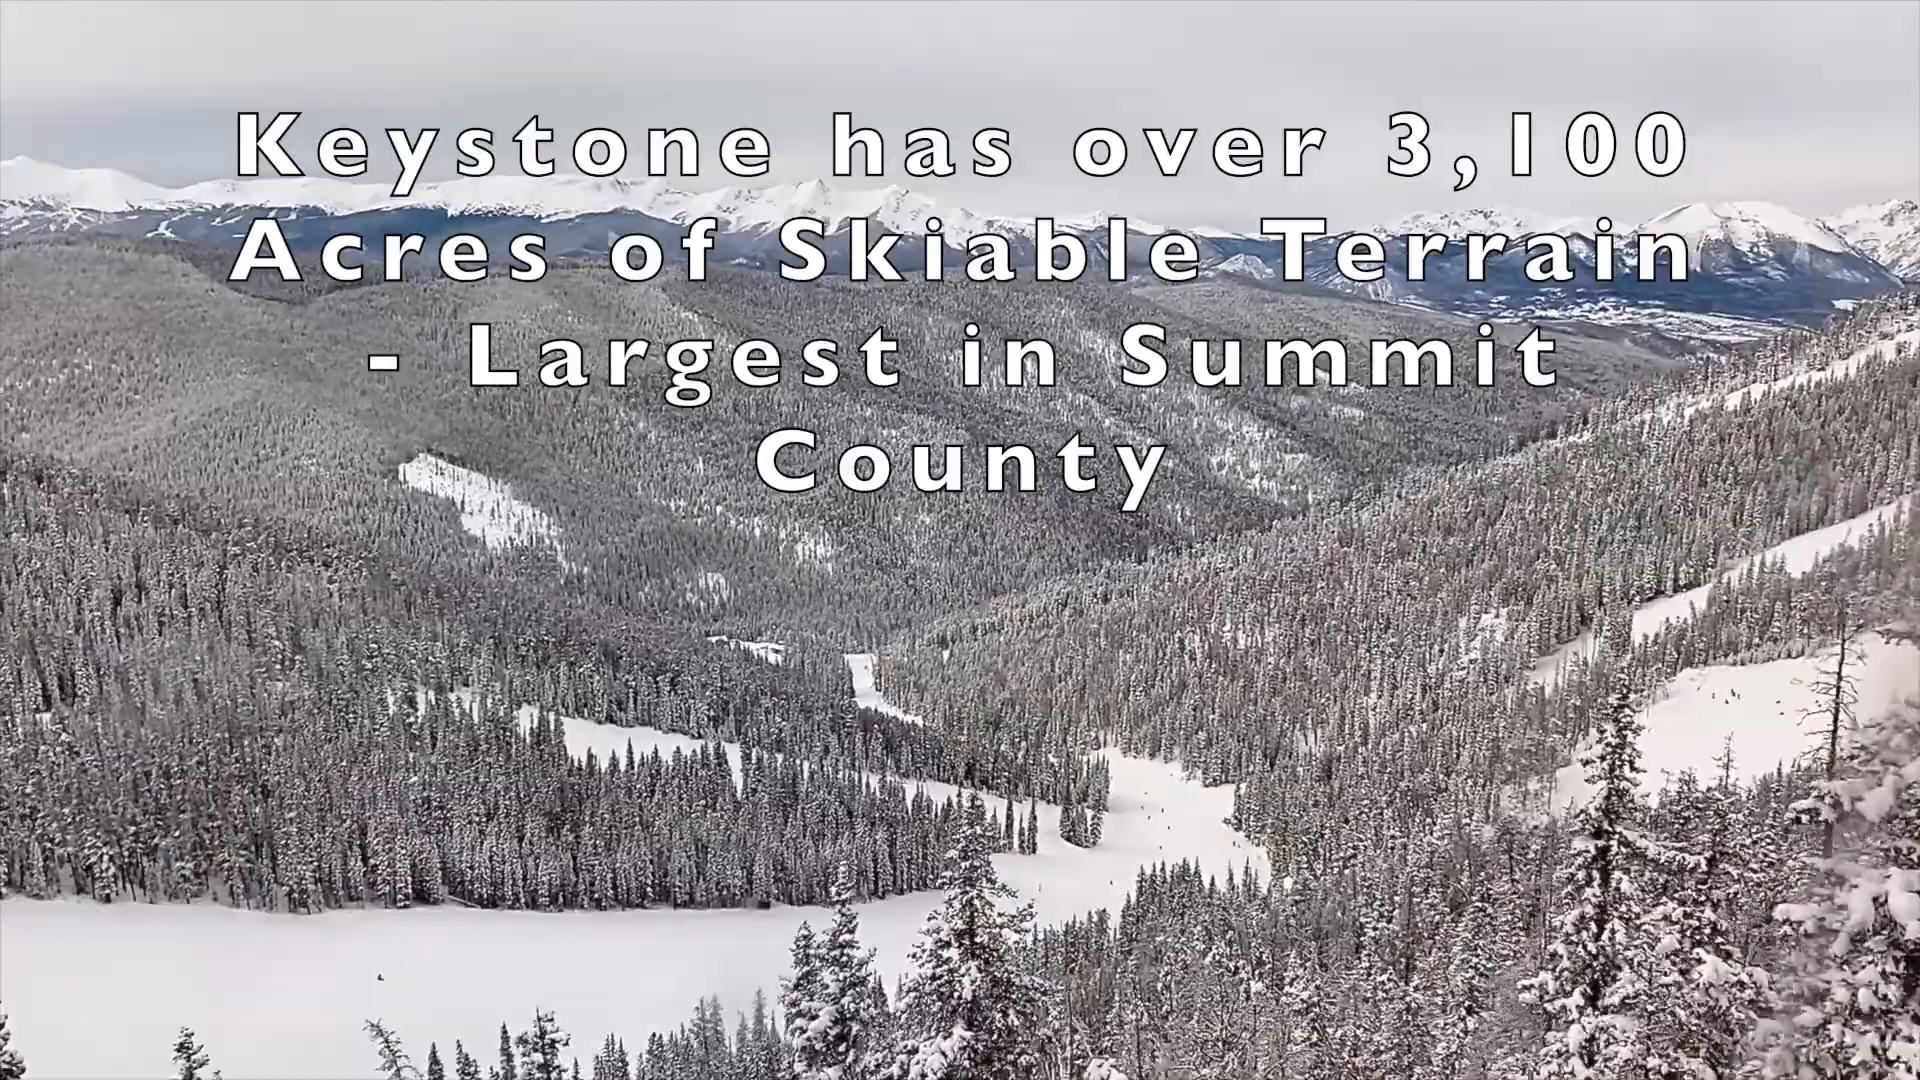 Keystone has over 3,100
Acres of Skiable Terrain
- Largest in Summit
County